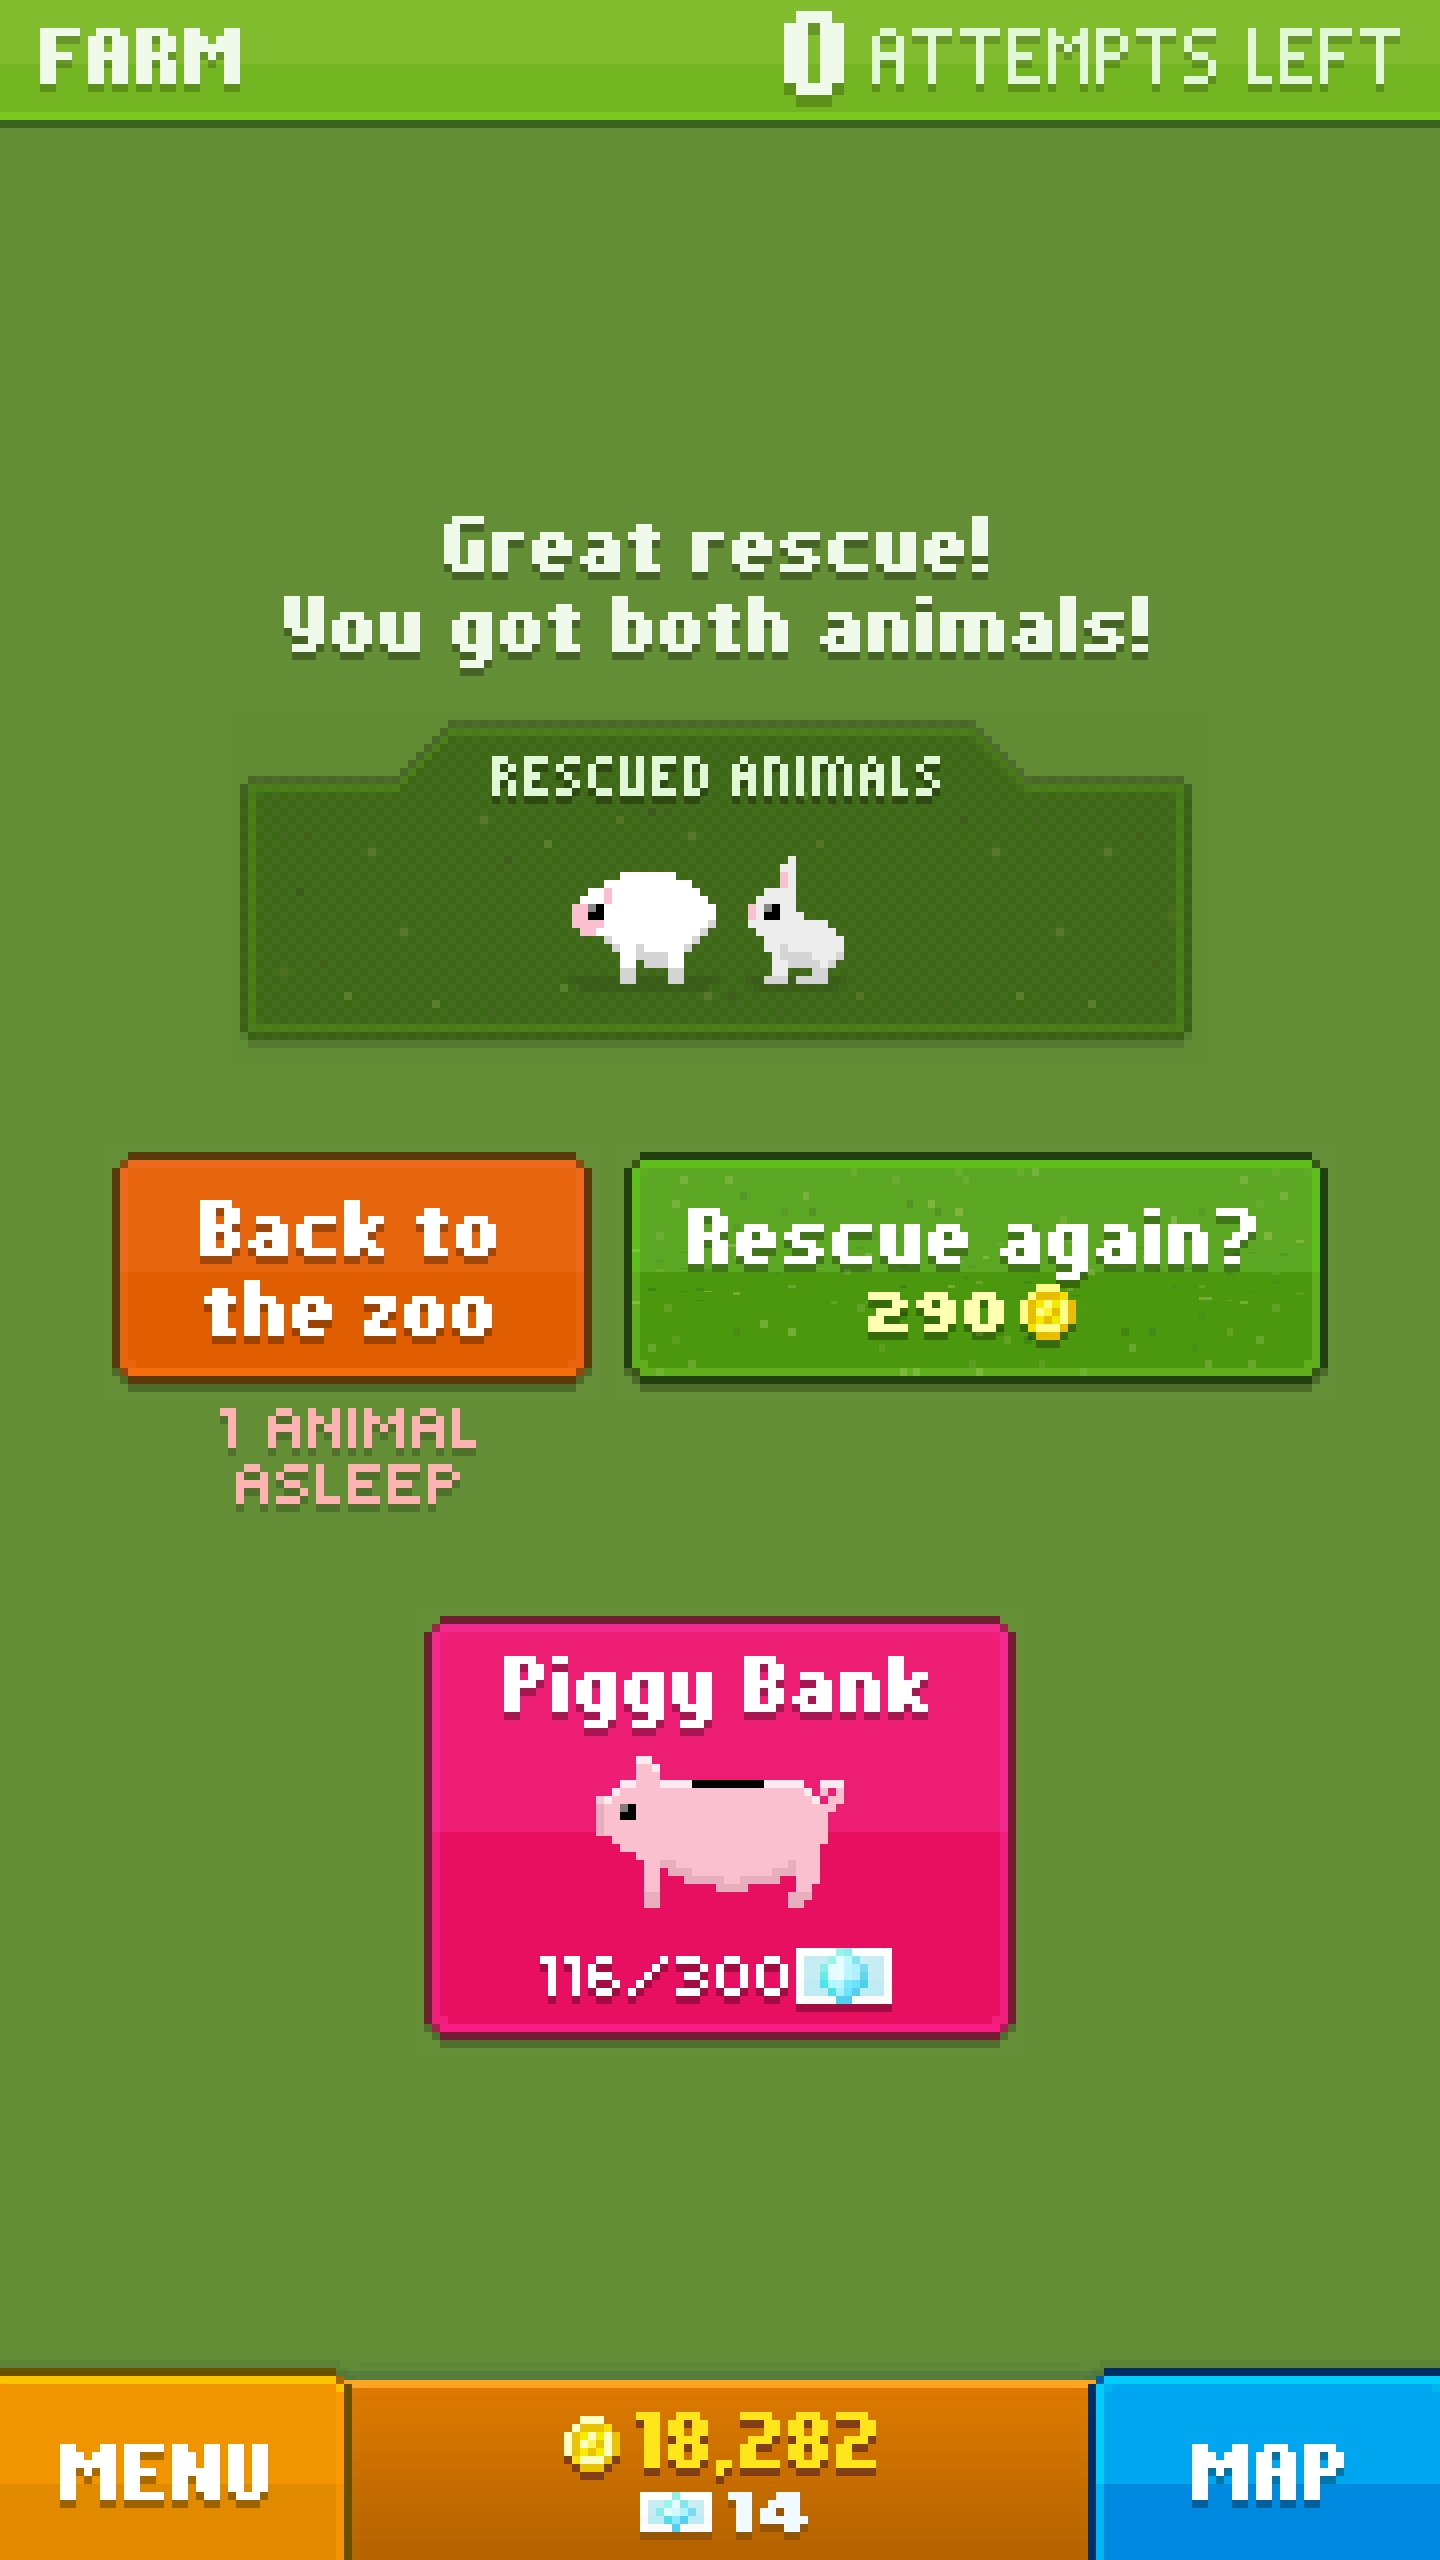 FARM
0 ATTEMPTS LEFT
Great rescue!
You got both animals!
RESCUED ANIMALS
Back to
the zoo
Rescue again?
290
1 ANIMAL
ASLEEP
Piggy Bank
116/300
MENU
18,282
14
MAP